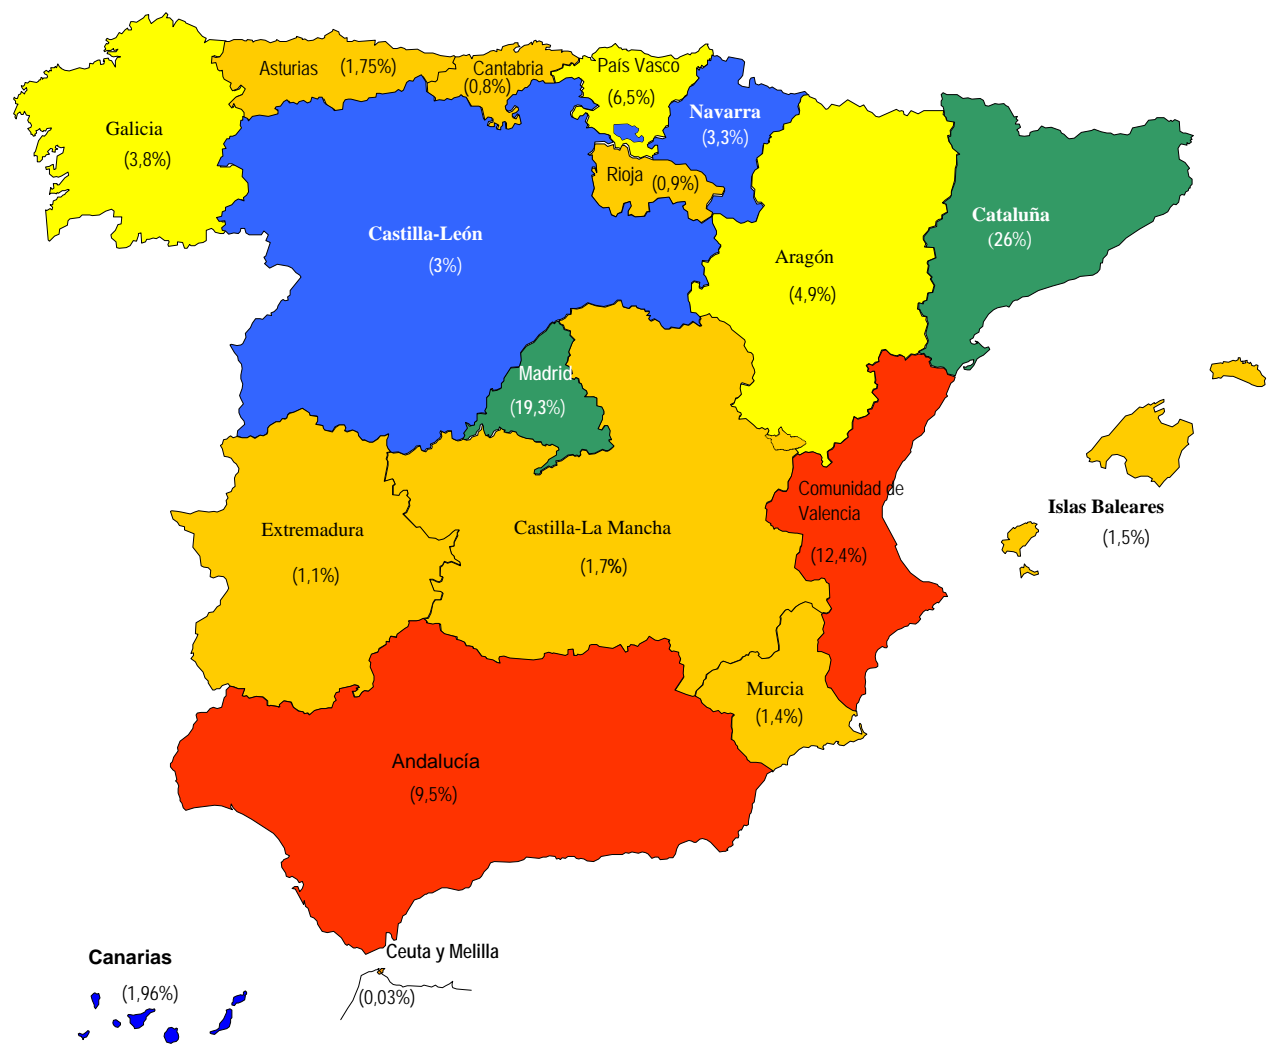 Asturias (1,75%)
Cantabria
(0,8%)
País Vasco
(6,5%)
Navarra
(3,3%)
Galicia
(3,8%)
Rioja (0,9%)
Castilla-León
(3%)
Aragón
(4,9%)
Cataluña
(26%)
Madrid
(19,3%)
Comunidad de
Valencia
(12,4%)
Islas Baleares
(1,5%)
Extremadura
(1,1%)
Castilla-La Mancha
(1,7%)
Murcia
(1,4%)
Andalucía
(9,5%)
Canarias
(1,96%)
Ceuta y Melilla
(0,03%)